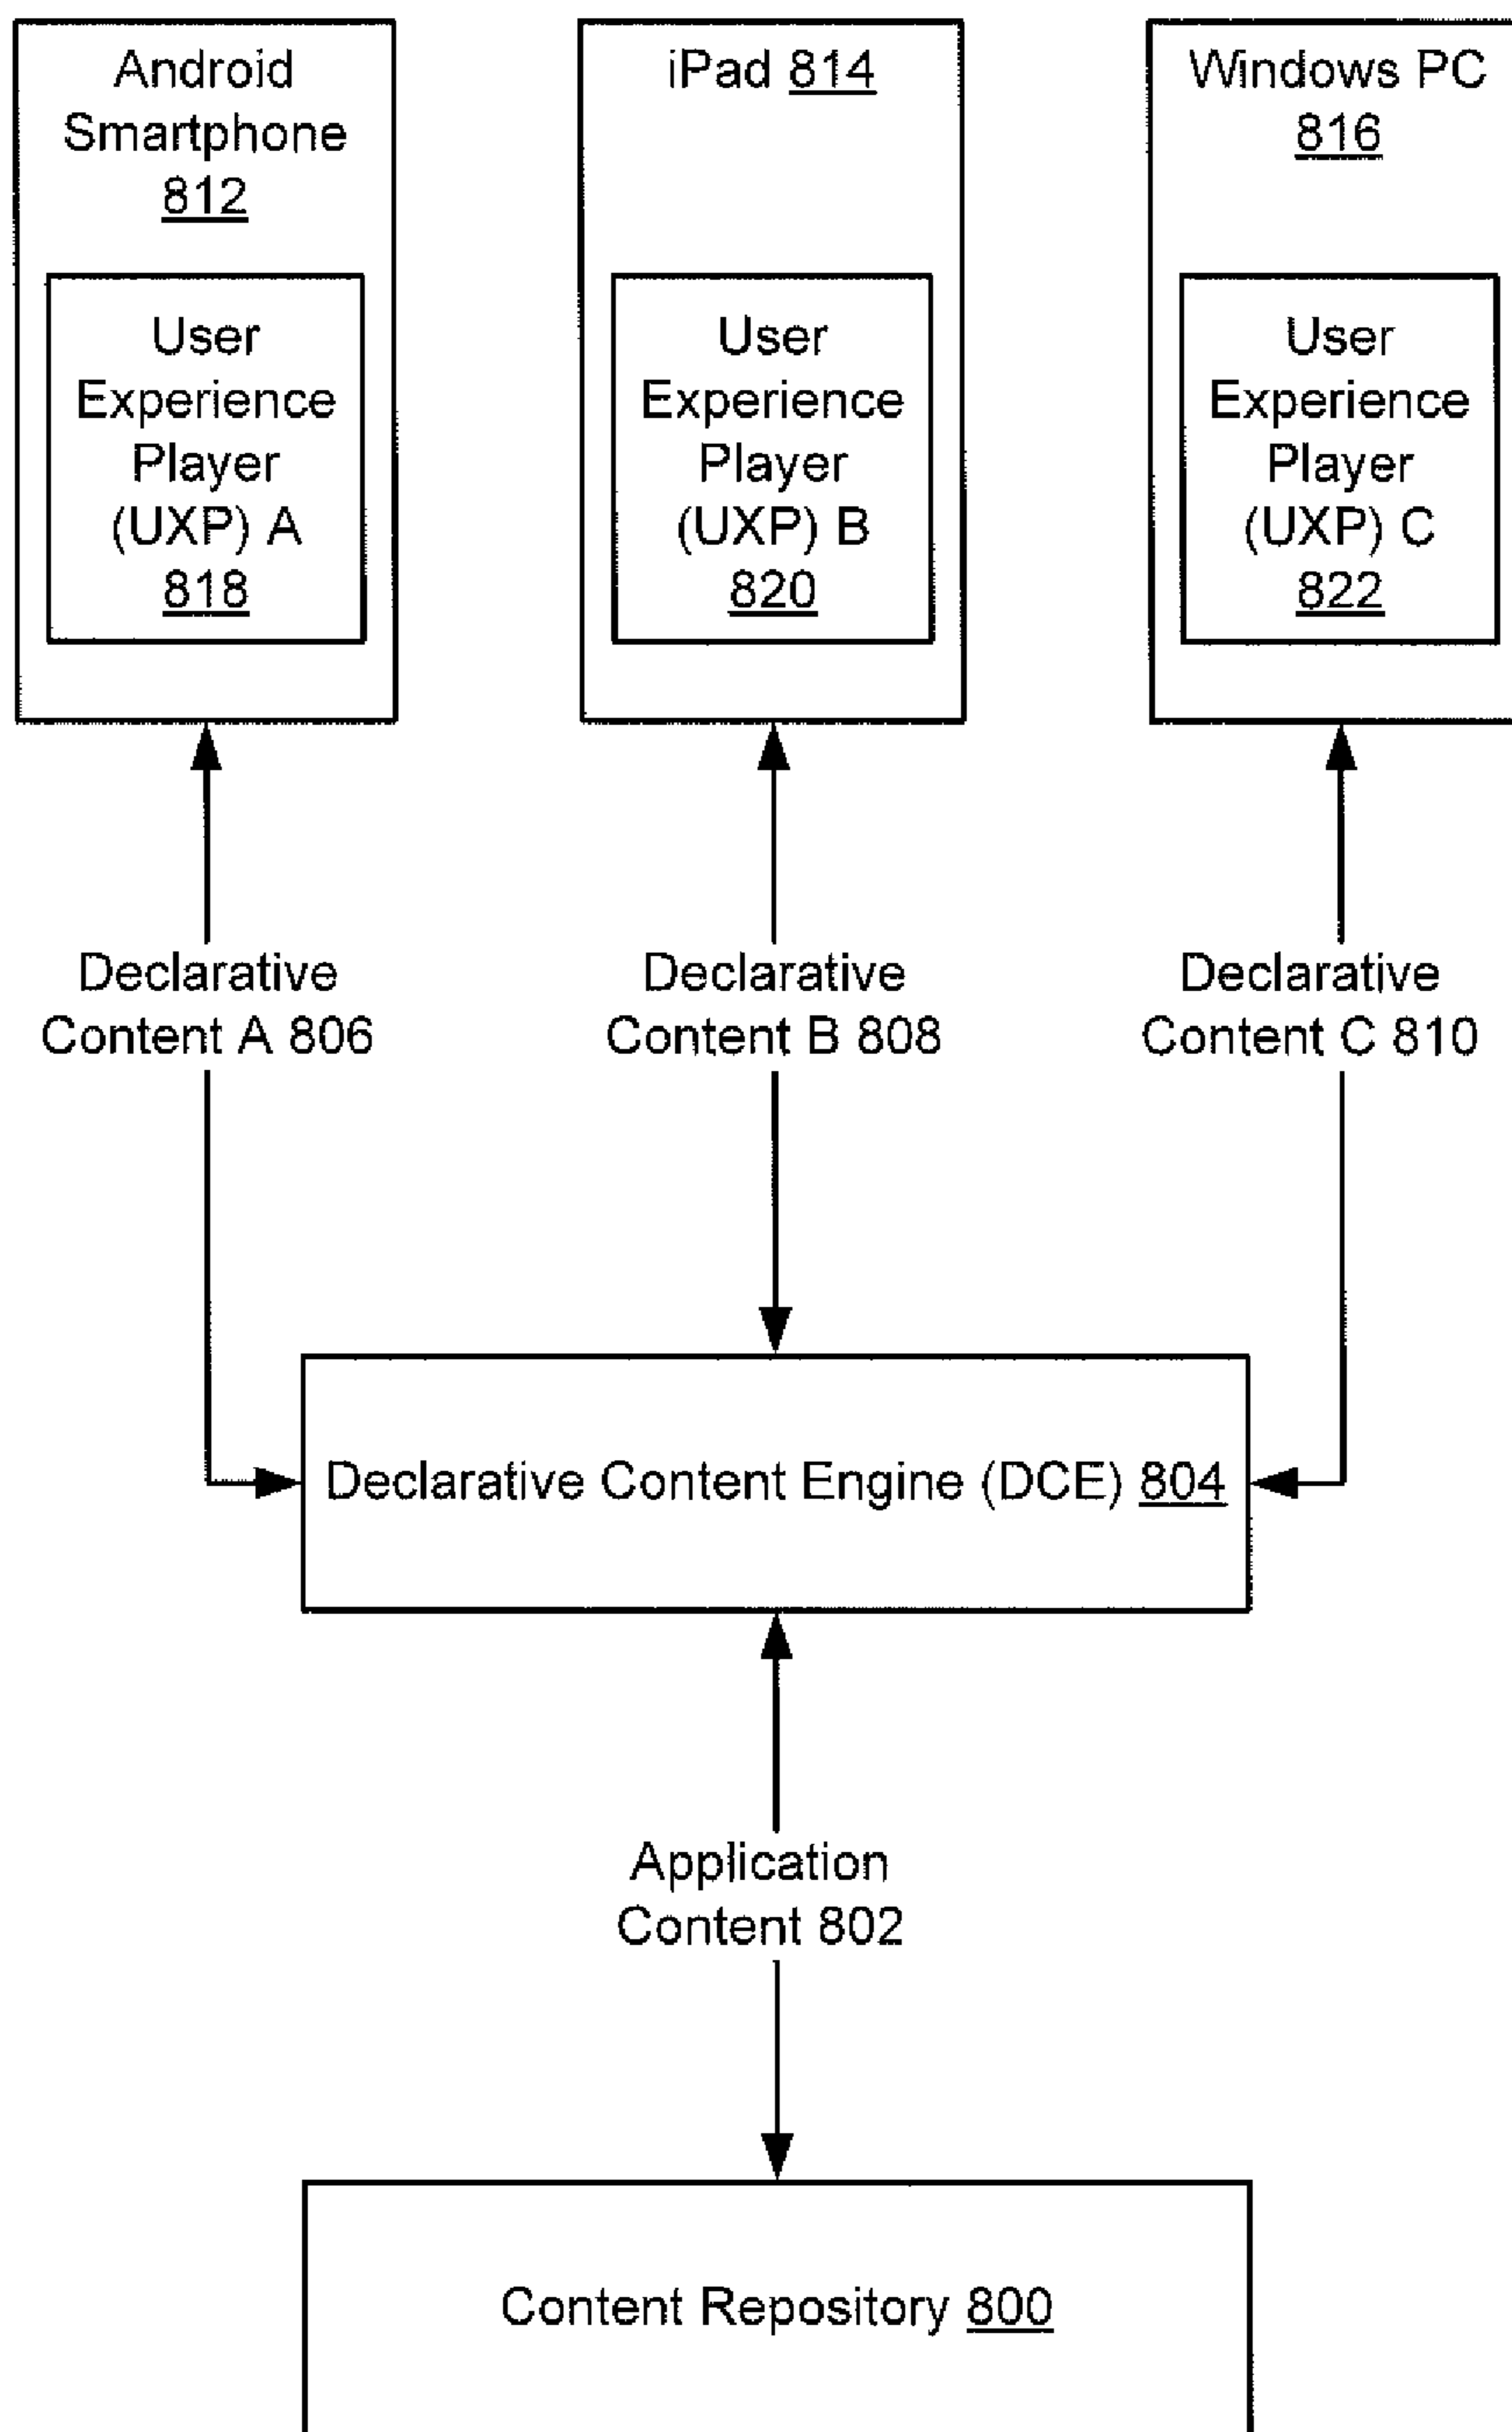 Android
Smartphone
812
User
Experience
Player
(UXP) A
818
iPad 814
User
Experience
Player
(UXP) B
820
Windows PC
816
User
Experience
Player
(UXP) C
822
Declarative
Content A 806
Declarative
Content B 808
Declarative
Content C 810
Declarative Content Engine (DCE) 804
Application
Content 802
Content Repository 800